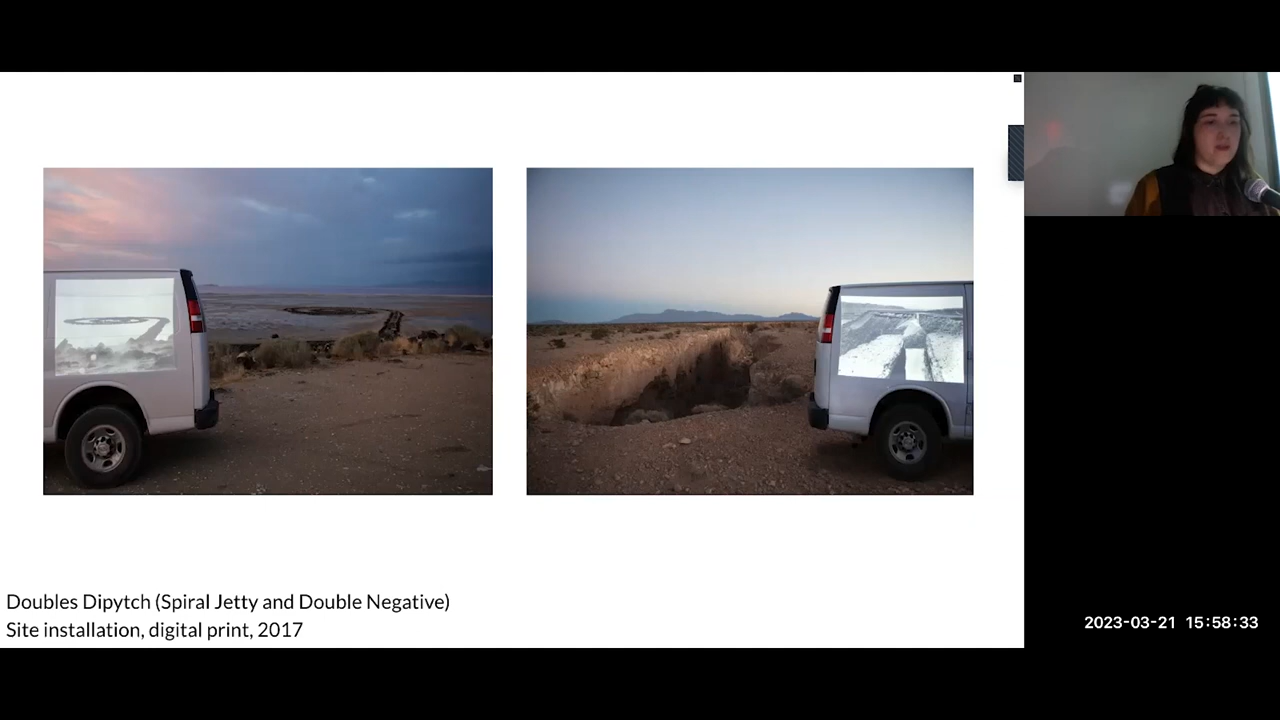 Doubles Dipytch (Spiral Jetty and Double Negative)
Site installation, digital print, 2017
2023-03-21 15:58:33